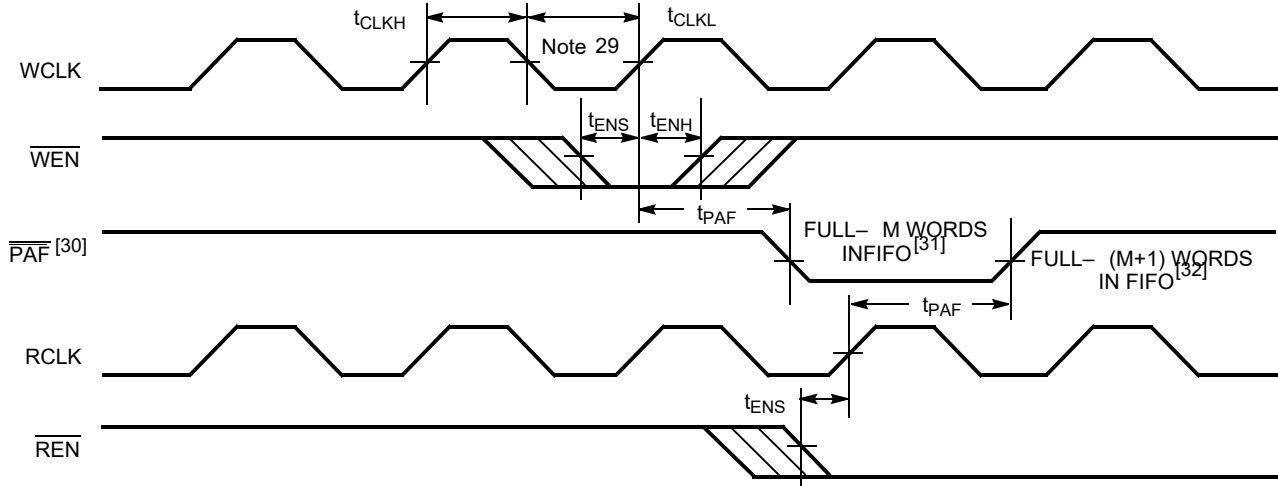 tCLKH
tCLKL
Note 29
WCLK
tENS
tENH
WEN
tPAF
PAF [30]
FULL– M WORDS
INFIFO[31]
FULL– (M+1) WORDS
IN FIFO[32]
tPAF
RCLK
tENS
REN